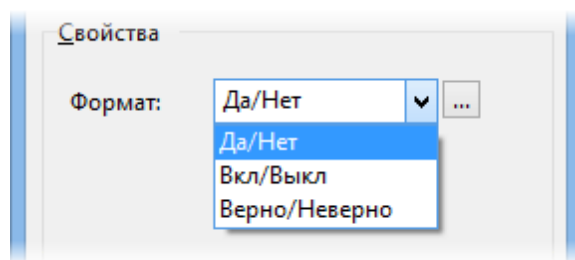 Свойства
Формат: Да/Нет ...
Да/Нет
Вкл/Выкл
Верно/Неверно